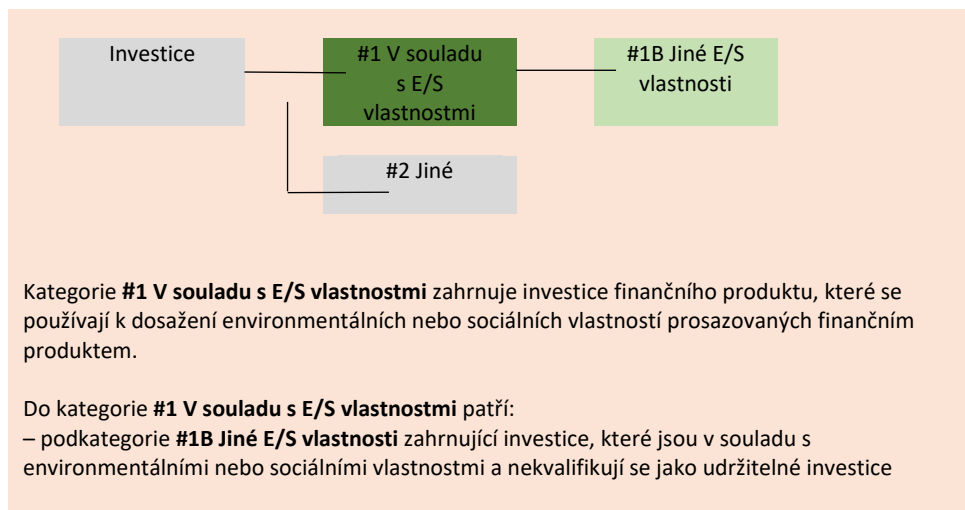 Investice
#1 V souladu
s E/S
vlastnostmi
#1B Jiné E/S
vlastnosti
#2 Jiné
Kategorie #1 V souladu s E/S vlastnostmi zahrnuje investice finančního produktu, které se
používají k dosažení environmentálních nebo sociálních vlastností prosazovaných finančním
produktem.
Do kategorie #1 V souladu s E/S vlastnostmi patří:
– podkategorie #1B Jiné E/S vlastnosti zahrnující investice, které jsou v souladu s
environmentálními nebo sociálními vlastnostmi a nekvalifikují se jako udržitelné investice